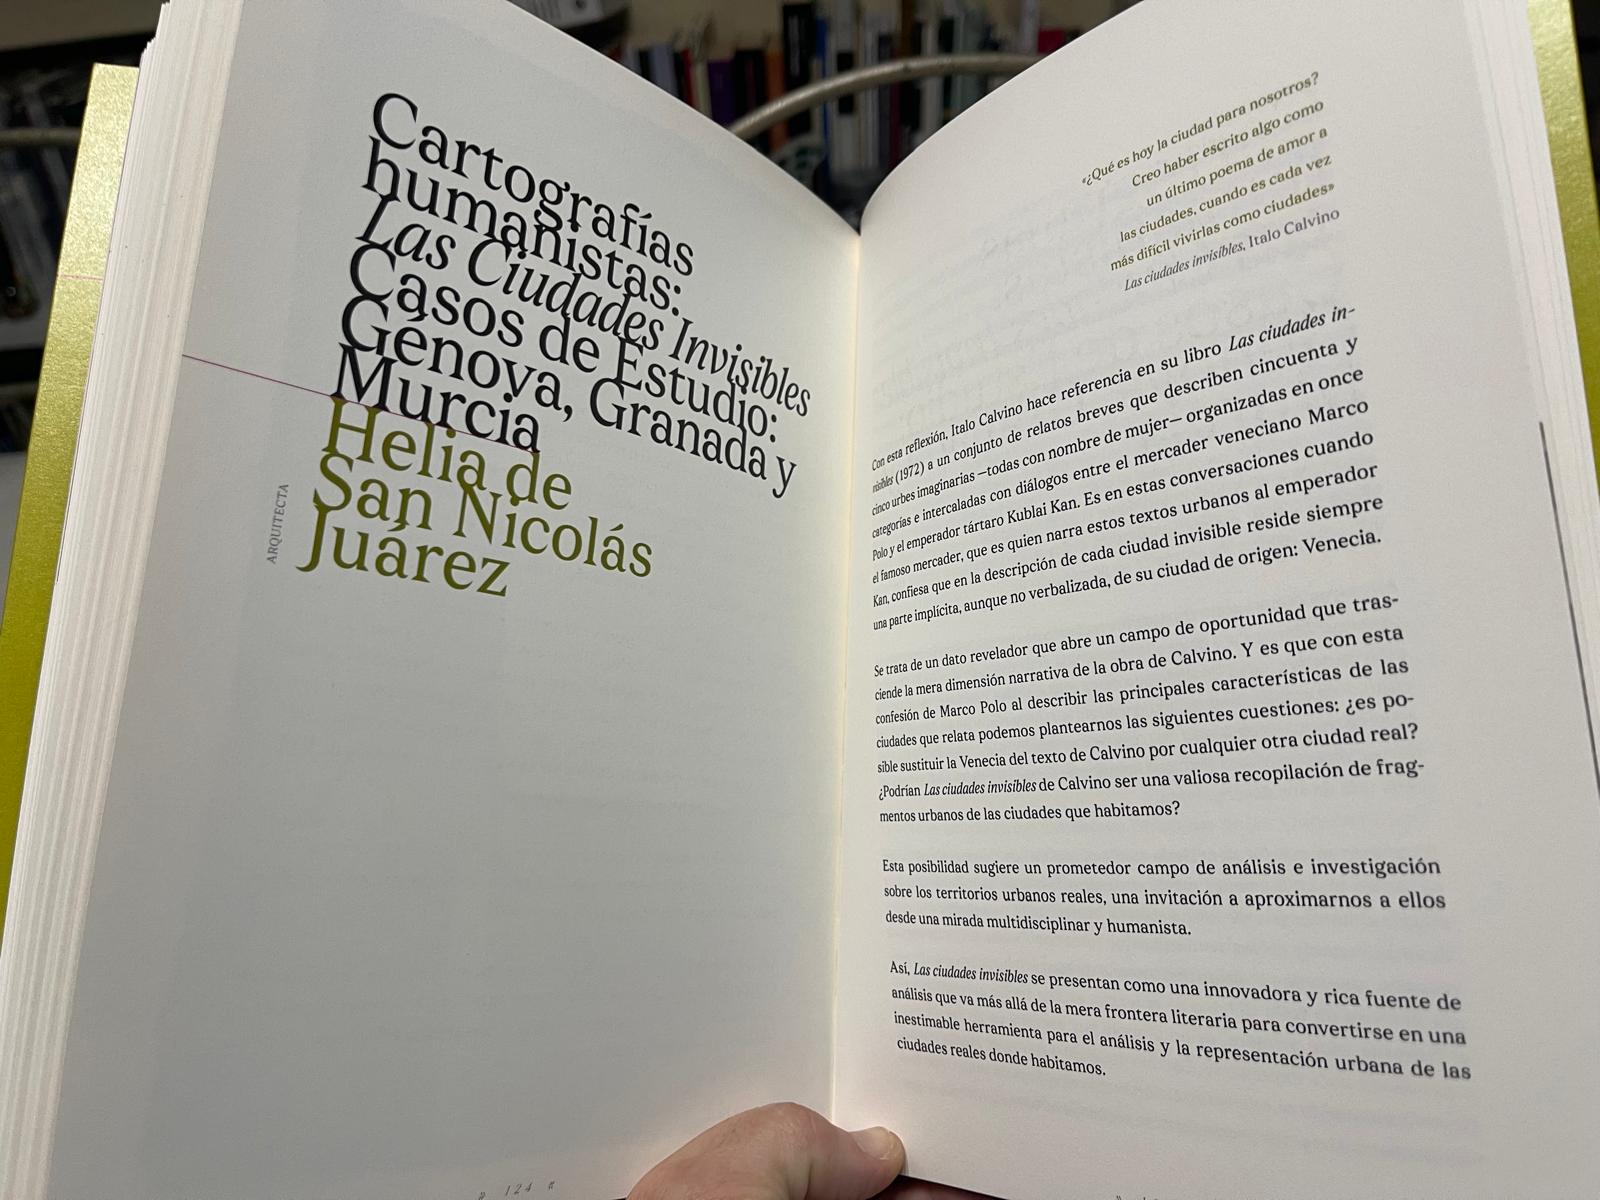 Cartografías
humanistas:
Las Ciudades Invisibles
Casos de Estudio:
Génova, Granada y
Murcia
Helia de
San Nicolás
Juárez
ARQUITECTA
» 124 «
«¿Qué es hoy la ciudad para nosotros?
Creo haber escrito algo como
un último poema de amor a
las ciudades, cuando es cada vez
más difícil vivirlas como ciudades»
Las ciudades invisibles, Italo Calvino
Con esta reflexión, Italo Calvino hace referencia en su libro Las ciudades in-
visibles (1972) a un conjunto de relatos breves que describen cincuenta y
cinco urbes imaginarias —todas con nombre de mujer— organizadas en once
categorías e intercaladas con diálogos entre el mercader veneciano Marco
Polo y el emperador tártaro Kublai Kan. Es en estas conversaciones cuando
el famoso mercader, que es quien narra estos textos urbanos al emperador
Kan, confiesa que en la descripción de cada ciudad invisible reside siempre
una parte implícita, aunque no verbalizada, de su ciudad de origen: Venecia.
Se trata de un dato revelador que abre un campo de oportunidad que tras-
ciende la mera dimensión narrativa de la obra de Calvino. Y es que con esta
confesión de Marco Polo al describir las principales características de las
ciudades que relata podemos plantearnos las siguientes cuestiones: ¿es po-
sible sustituir la Venecia del texto de Calvino por cualquier otra ciudad real?
¿Podrían Las ciudades invisibles de Calvino ser una valiosa recopilación de frag-
mentos urbanos de las ciudades que habitamos?
Esta posibilidad sugiere un prometedor campo de análisis e investigación
sobre los territorios urbanos reales, una invitación a aproximarnos a ellos
desde una mirada multidisciplinar y humanista.
Así, Las ciudades invisibles se presentan como una innovadora y rica fuente de
análisis que va más allá de la mera frontera literaria para convertirse en una
inestimable herramienta para el análisis y la representación urbana de las
ciudades reales donde habitamos.